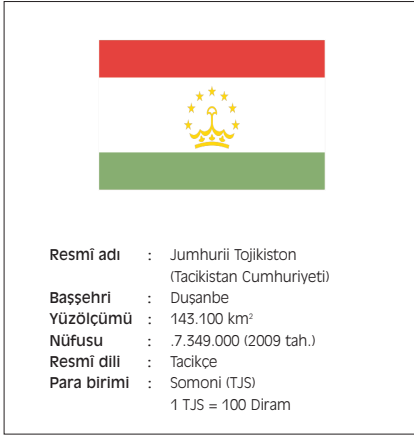 Resmî adı : Jumhurii Tojikiston
(Tacikistan Cumhuriyeti)
Başşehri : Duşanbe
Yüzölçümü : 143.100 km²
Nüfusu : .7.349.000 (2009 tah.)
Resmî dili : Tacikçe
Para birimi : Somoni (TJS)
1 TJS = 100 Diram